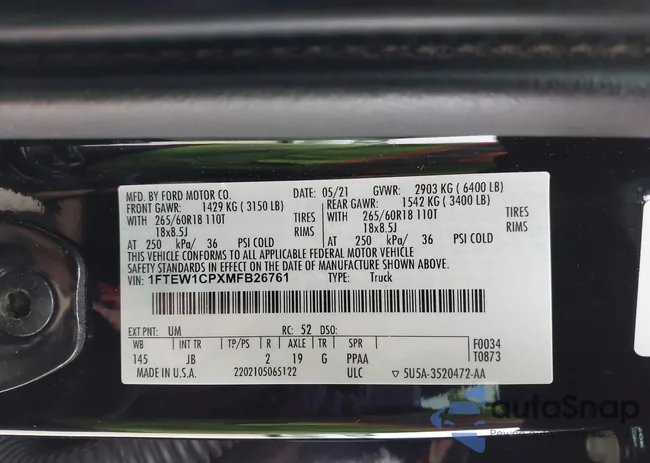 MFD. BY FORD MOTOR CO. 05/21 GVWR: 2903 KG ( 6400 LB)
FRONT GAWR: 1429 KG ( 3150 LB) REAR GAWR: 1542 KG ( 3400 LB)
WITH 265/60R18 110T TIRES WITH 265/60R18 110T TIRES
18x8.5J RIMS 18x8.5J RIMS
AT 250 kPa/ 36 PSI COLD AT 250 kPa/ 36 PSI COLD
THIS VEHICLE CONFORMS TO ALL APPLICABLE FEDERAL MOTOR VEHICLE
SAFETY AND THEFT PREVENTION STANDARDS IN EFFECT ON THE DATE OF MANUFACTURE SHOWN ABOVE.
VIN: 1FTEW1CPXMFB26761 TYPE: Truck
EXT PNT: UM RC: 52 DSO:
WB INT TR TP/PS R AXLE TR SPR F0034
145 JB 2 19 G PPAA T0873
MADE IN U.S.A. 2202105065122 ULC ▽ 5U5A-3520472-AA
autoSnap